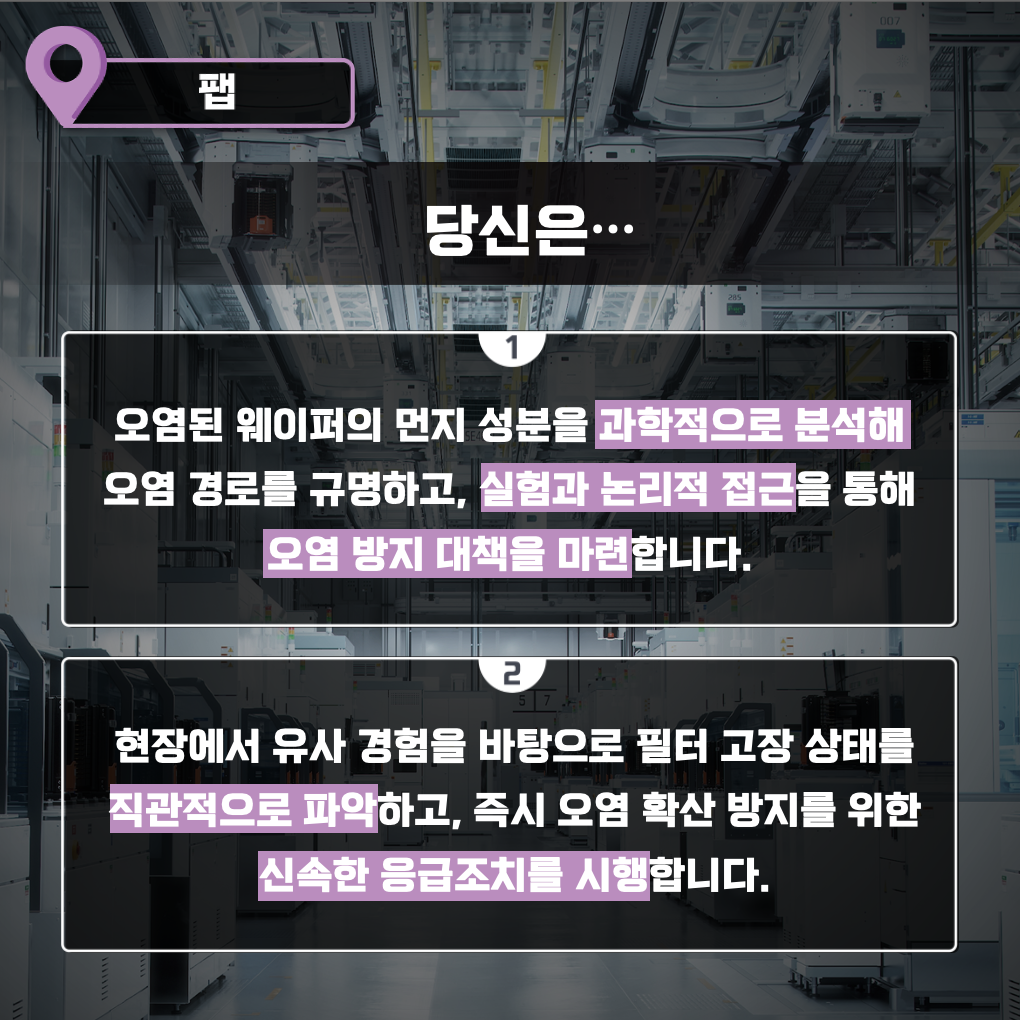 팹
007
당신은…
285
1
오염된 웨이퍼의 먼지 성분을 과학적으로 분석해
오염 경로를 규명하고, 실험과 논리적 접근을 통해
오염 방지 대책을 마련합니다.
2
5 7
현장에서 유사 경험을 바탕으로 필터 고장 상태를
직관적으로 파악하고, 즉시 오염 확산 방지를 위한
신속한 응급조치를 시행합니다.